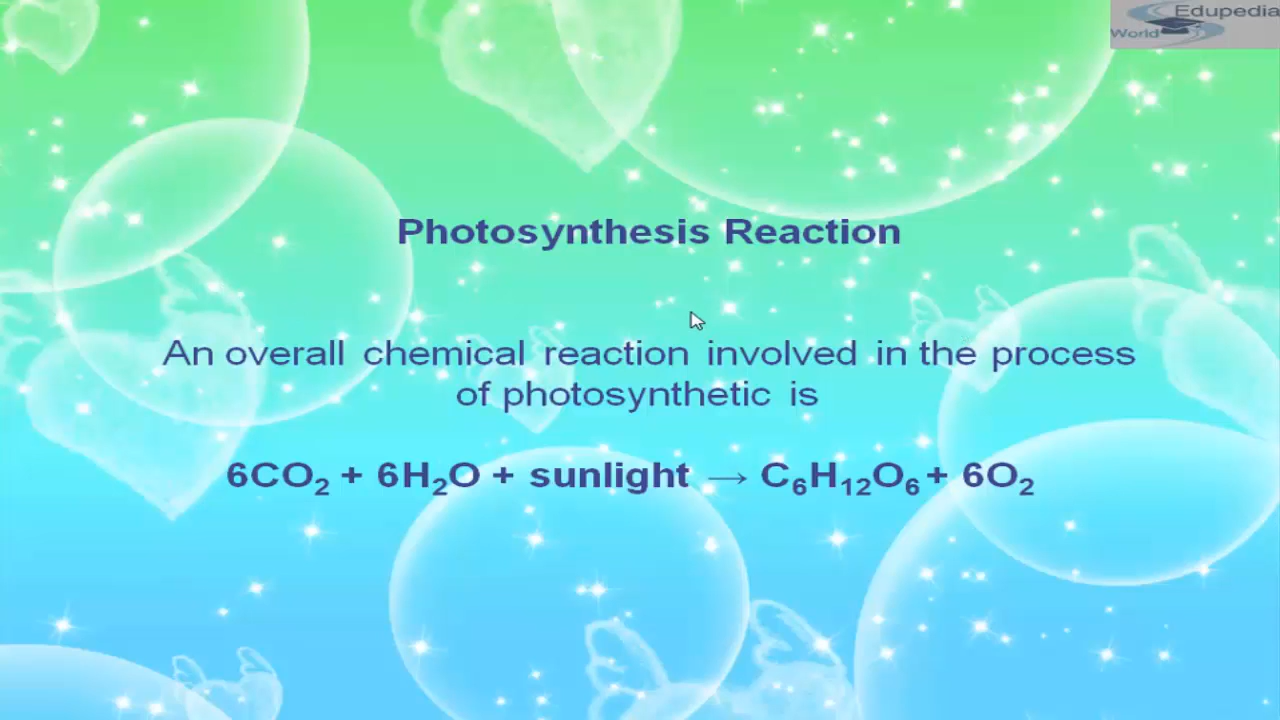 Edupedia
World
Photosynthesis Reaction
An overall chemical reaction involved in the process
of photosynthetic is
6CO₂ + 6H₂O + sunlight → C₆H₁₂O₆ + 6O₂